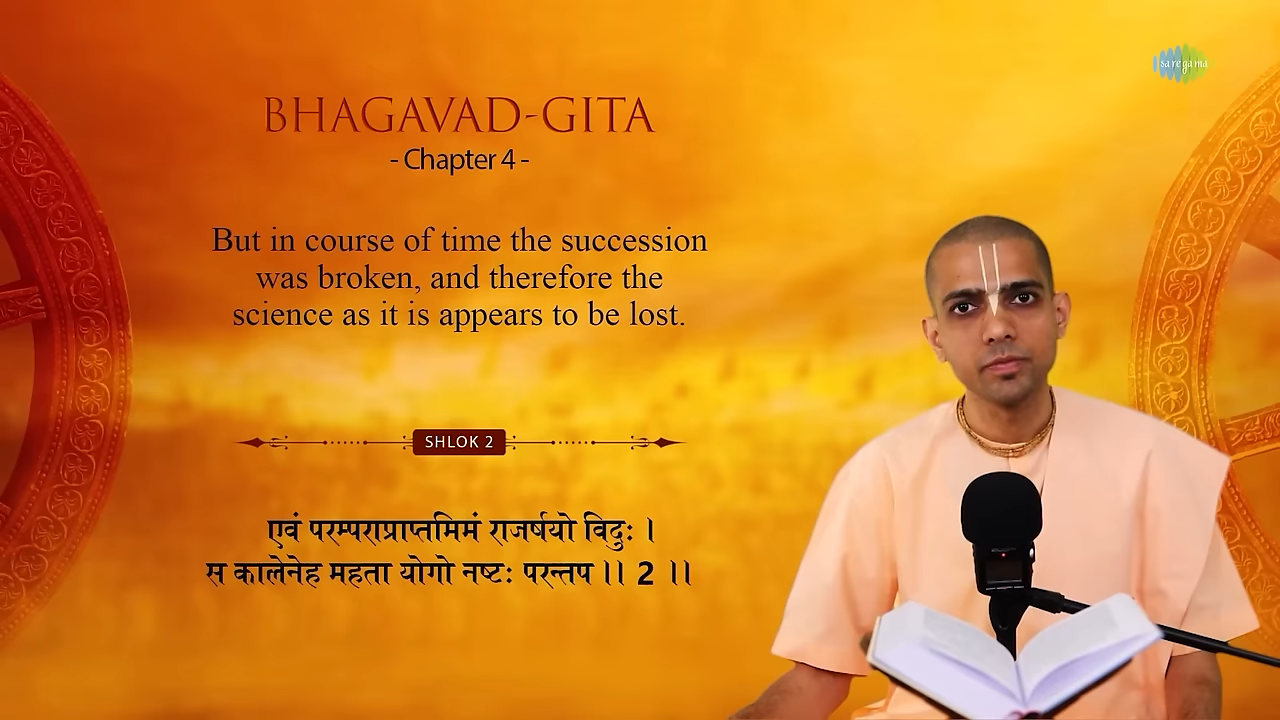 saregama
BHAGAVAD-GITA
- Chapter 4 -
But in course of time the succession
was broken, and therefore the
science as it is appears to be lost.
SHLOK 2
एवं परम्पराप्राप्तमिमं राजर्षयो विदुः ।
स कालेनेह महता योगो नष्टः परन्तप ।। 2 ।।